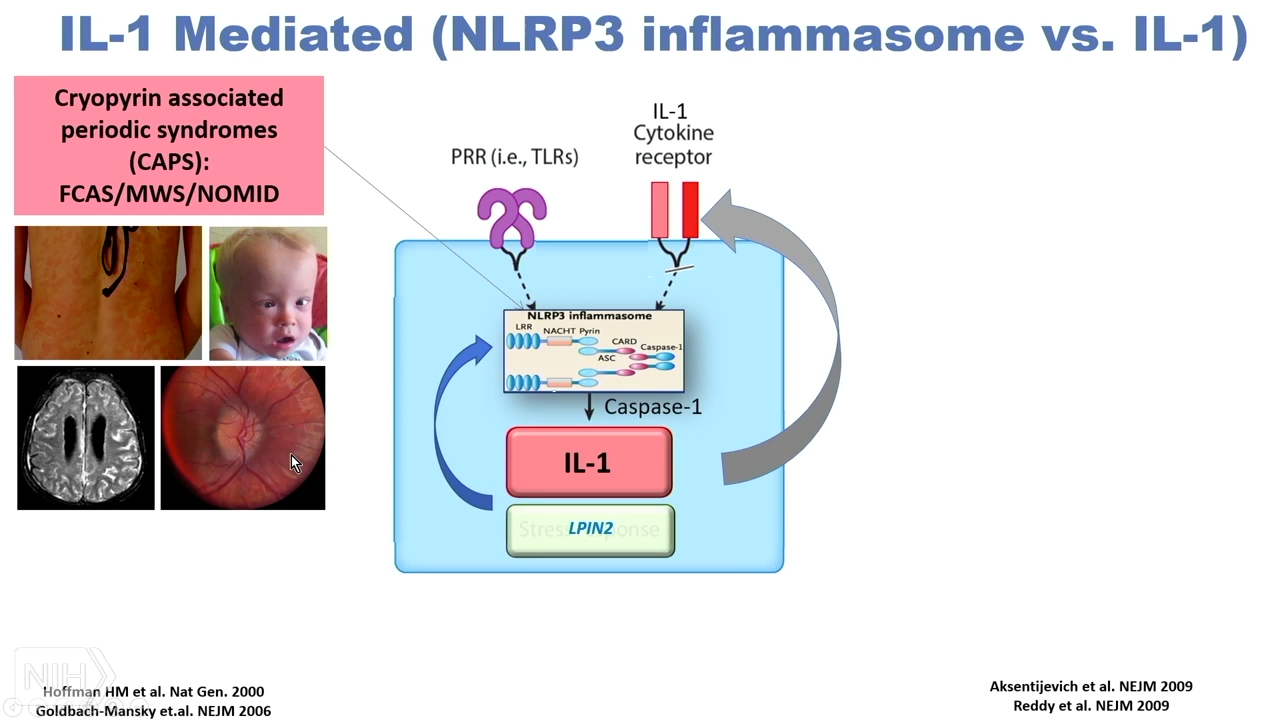 IL-1 Mediated (NLRP3 inflammasome vs. IL-1)
Cryopyrin associated
periodic syndromes
(CAPS):
FCAS/MWS/NOMID
PRR (i.e., TLRs)
IL-1
Cytokine
receptor
NLRP3 inflammasome
LRR
NACHT Pyrin
CARD
Caspase-1
ASC
Caspase-1
IL-1
Stress response
LPIN2
NIH
Hoffman HM et al. Nat Gen. 2000
Goldbach-Mansky et.al. NEJM 2006
Aksentijevich et al. NEJM 2009
Reddy et al. NEJM 2009